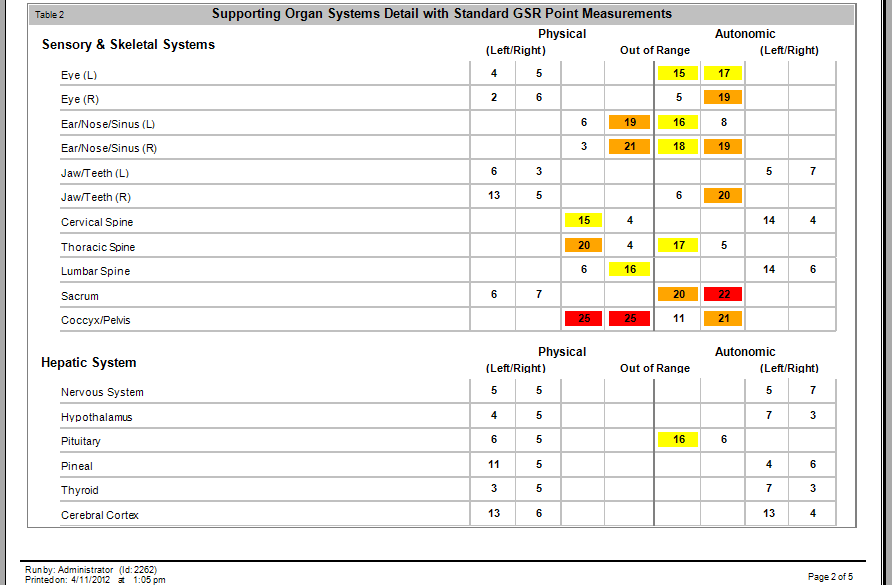 Table 2 Supporting Organ Systems Detail with Standard GSR Point Measurements
Physical Autonomic
Sensory & Skeletal Systems (Left/Right) Out of Range (Left/Right)
Eye (L) 4 5 15 17
Eye (R) 2 6 5 19
Ear/Nose/Sinus (L) 6 19 16 8
Ear/Nose/Sinus (R) 3 21 18 19
Jaw/Teeth (L) 6 3 5 7
Jaw/Teeth (R) 13 5 6 20
Cervical Spine 15 4 14 4
Thoracic Spine 20 4 17 5
Lumbar Spine 6 16 14 6
Sacrum 6 7 20 22
Coccyx/Pelvis 25 25 11 21
Physical Autonomic
Hepatic System (Left/Right) Out of Range (Left/Right)
Nervous System 5 5 5 7
Hypothalamus 4 5 7 3
Pituitary 6 5 16 6
Pineal 11 5 4 6
Thyroid 3 5 7 3
Cerebral Cortex 13 6 13 4
Run by: Administrator (Id: 2262)
Printed on: 4/11/2012 at 1:05 pm Page 2 of 5